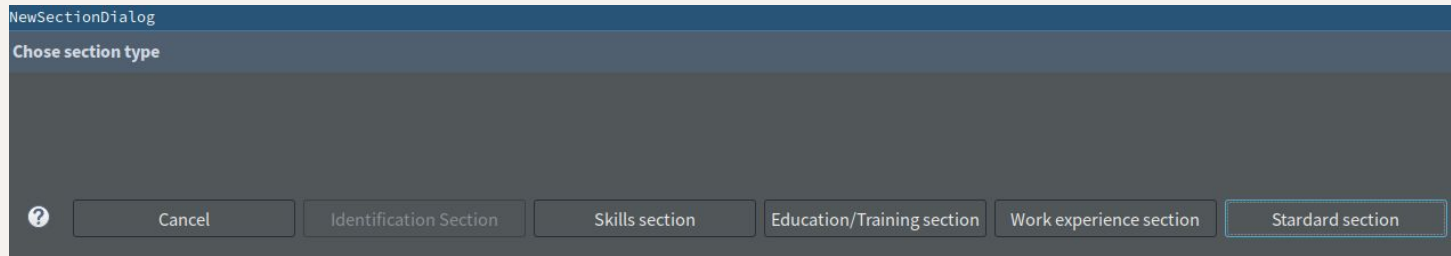 NewSectionDialog
Chose section type
? Cancel Identification Section Skills section Education/Training section Work experience section Stardard section